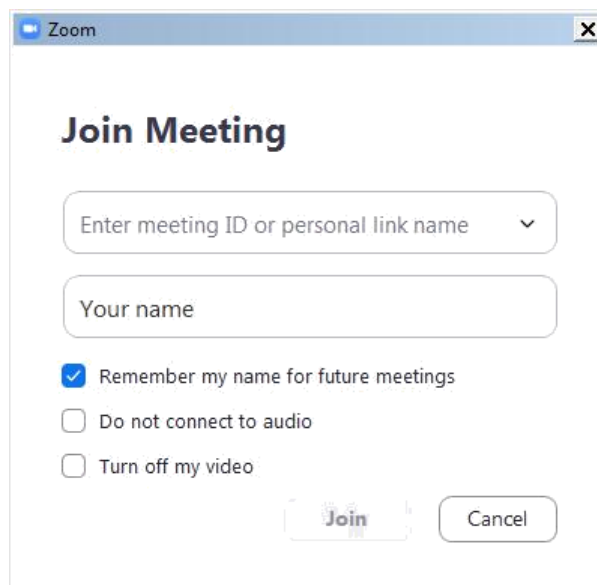 Zoom
Join Meeting
Enter meeting ID or personal link name
Your name
Remember my name for future meetings
Do not connect to audio
Turn off my video
Join
Cancel